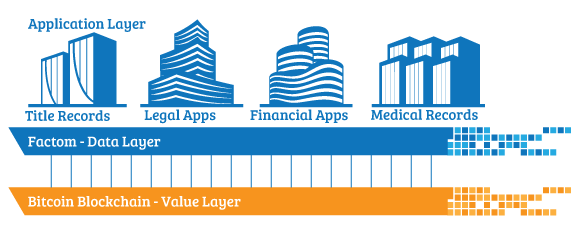 Application Layer
Title Records
Legal Apps
Financial Apps
Medical Records
Factom - Data Layer
Bitcoin Blockchain - Value Layer